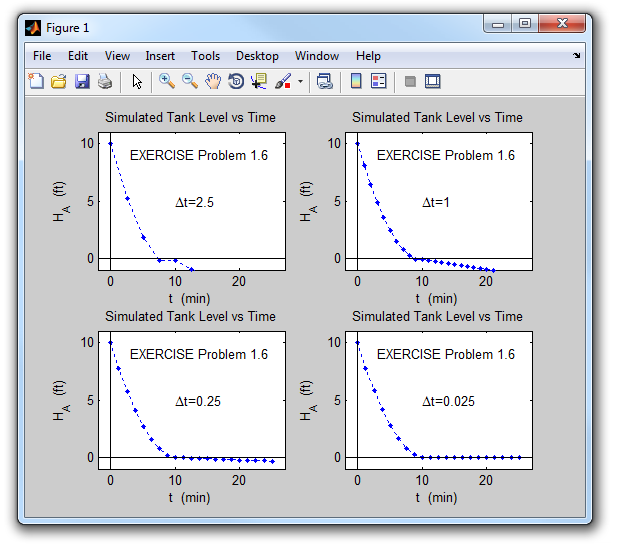 Figure 1
File Edit View Insert Tools Desktop Window Help
Simulated Tank Level vs Time
EXERCISE Problem 1.6
Δt=2.5
H_A (ft)
10
5
0
0 10 20
t (min)
Simulated Tank Level vs Time
EXERCISE Problem 1.6
Δt=1
H_A (ft)
10
5
0
0 10 20
t (min)
Simulated Tank Level vs Time
EXERCISE Problem 1.6
Δt=0.25
H_A (ft)
10
5
0
0 10 20
t (min)
Simulated Tank Level vs Time
EXERCISE Problem 1.6
Δt=0.025
H_A (ft)
10
5
0
0 10 20
t (min)